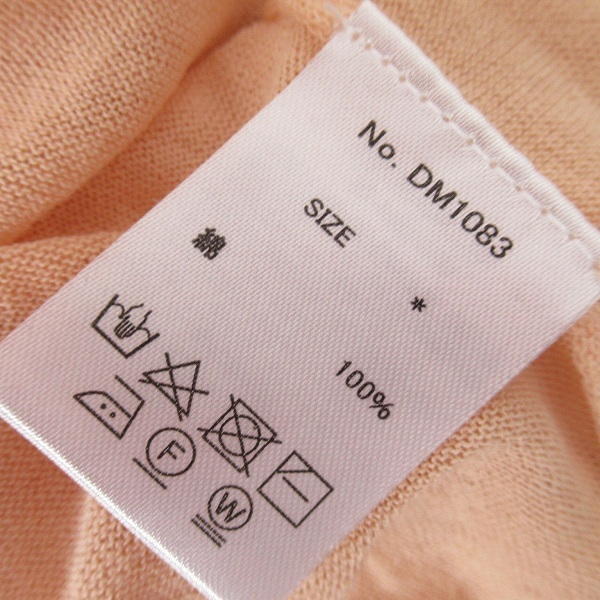 No. DM1083
SIZE *
綿 100%
F
W